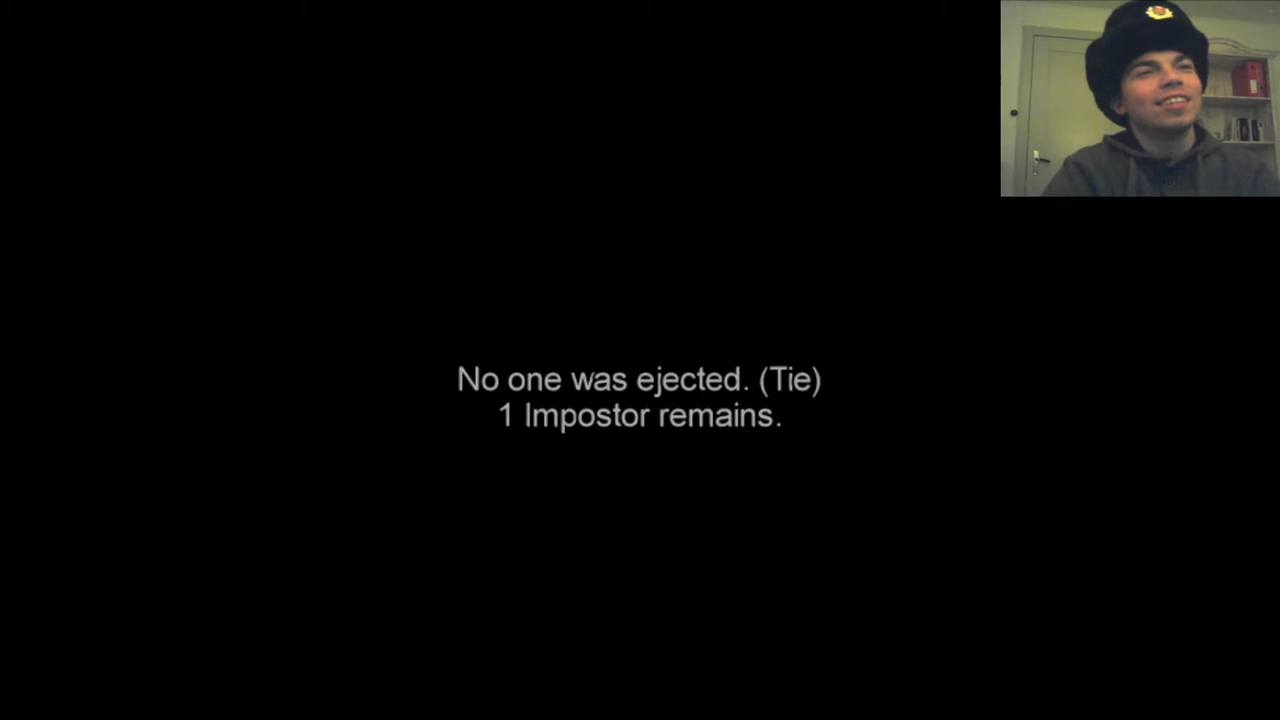 No one was ejected. (Tie)
1 Impostor remains.